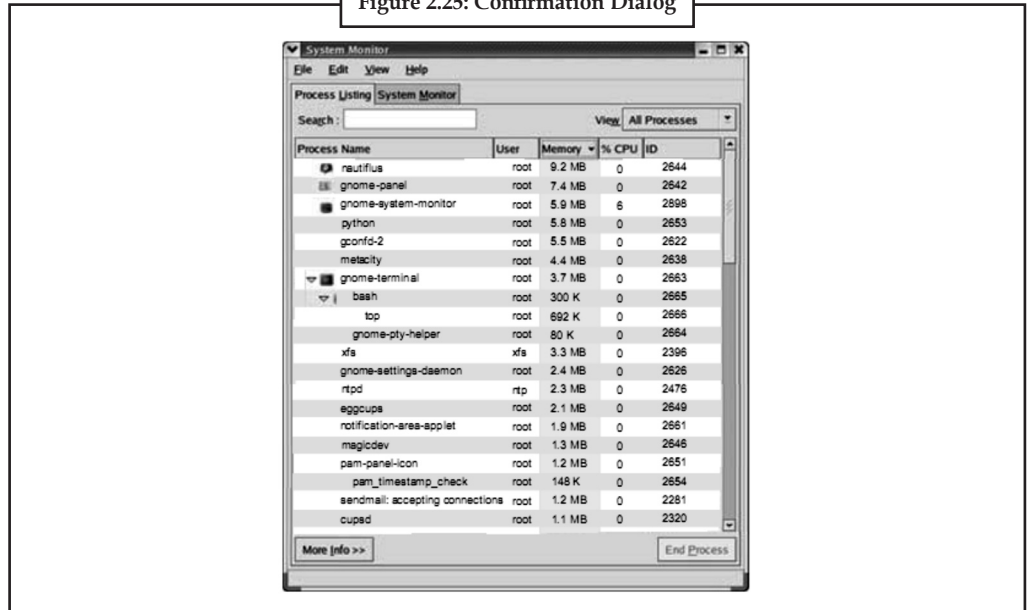 Figure 2.25: Confirmation Dialog
System Monitor
File Edit View Help
Process Listing System Monitor
Search : View All Processes
Process Name User Memory % CPU ID
nautilus root 9.2 MB 0 2644
gnome-panel root 7.4 MB 0 2642
gnome-system-monitor root 5.9 MB 6 2898
python root 5.8 MB 0 2653
gconfd-2 root 5.5 MB 0 2622
metacity root 4.4 MB 0 2638
gnome-terminal root 3.7 MB 0 2663
bash root 300 K 0 2665
top root 692 K 0 2666
gnome-pty-helper root 80 K 0 2664
xfs xfs 3.3 MB 0 2396
gnome-settings-daemon root 2.4 MB 0 2626
ntpd ntp 2.3 MB 0 2476
eggcups root 2.1 MB 0 2649
notification-area-applet root 1.9 MB 0 2661
magicdev root 1.3 MB 0 2646
pam-panel-icon root 1.2 MB 0 2651
pam_timestamp_check root 148 K 0 2654
sendmail: accepting connections root 1.2 MB 0 2281
cupsd root 1.1 MB 0 2320
More Info >> End Process